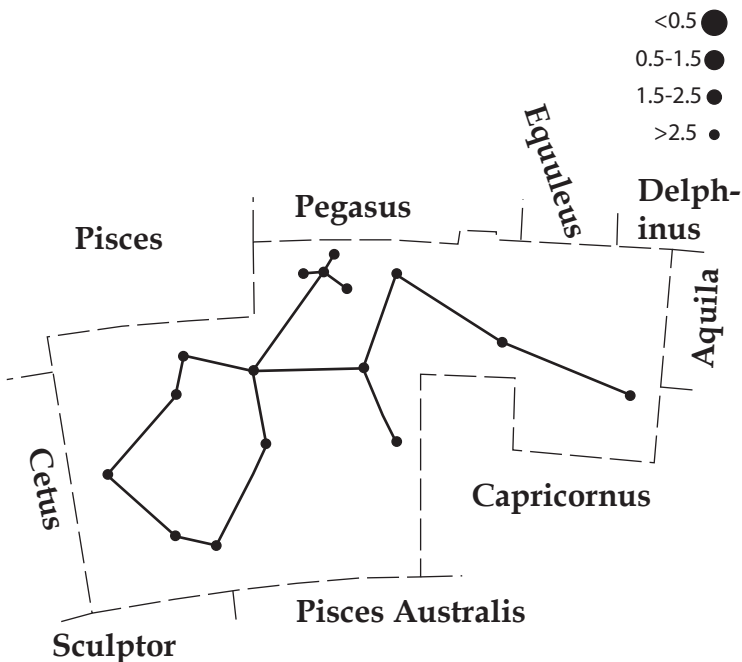 <0.5
0.5-1.5
1.5-2.5
>2.5
Equuleus
Delph-
inus
Pegasus
Pisces
Aquila
Cetus
Capricornus
Pisces Australis
Sculptor